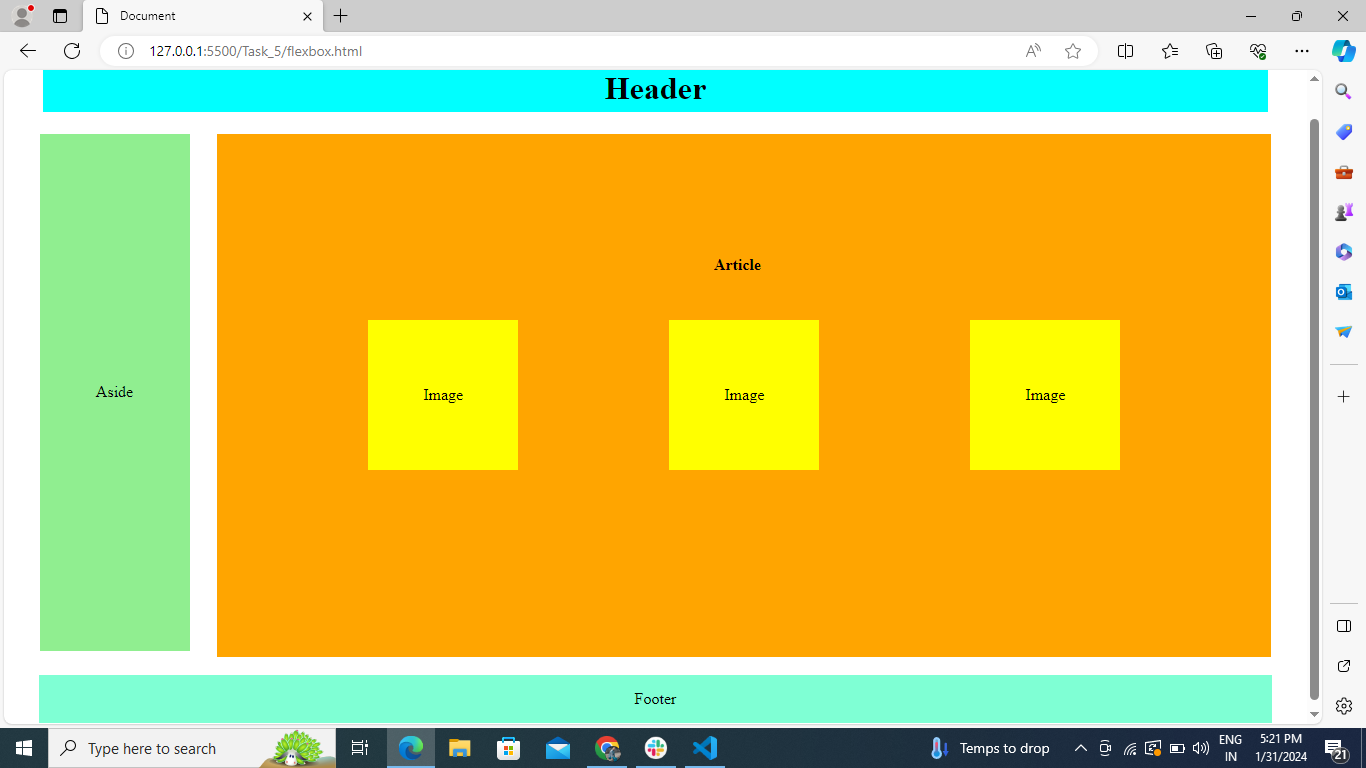 Document
127.0.0.1:5500/Task_5/flexbox.html
Header
Article
Aside
Image
Image
Image
Footer
Type here to search
Temps to drop
ENG
IN
5:21 PM
1/31/2024
21